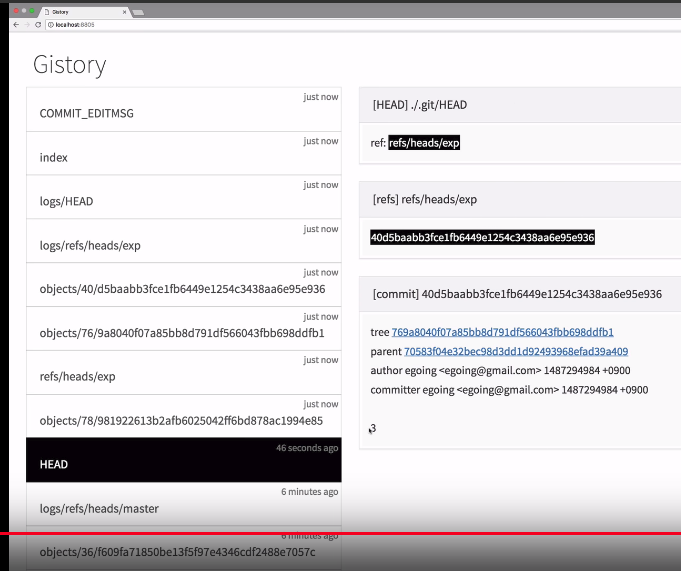 Gistory
localhost:8805
Gistory
just now
COMMIT_EDITMSG
just now
index
just now
logs/HEAD
just now
logs/refs/heads/exp
just now
objects/40/d5baabb3fce1fb6449e1254c3438aa6e95e936
just now
objects/76/9a8040f07a85bb8d791df566043fbb698ddfb1
just now
refs/heads/exp
just now
objects/78/981922613b2afb6025042ff6bd878ac1994e85
46 seconds ago
HEAD
6 minutes ago
logs/refs/heads/master
6 minutes ago
objects/36/f609fa71850be13f5f97e4346cdf2488e7057c
[HEAD] ./.git/HEAD
ref: refs/heads/exp
[refs] refs/heads/exp
40d5baabb3fce1fb6449e1254c3438aa6e95e936
[commit] 40d5baabb3fce1fb6449e1254c3438aa6e95e936
tree 769a8040f07a85bb8d791df566043fbb698ddfb1
parent 70583f04e32bec98d3dd1d92493968efad39a409
author egoing <egoing@gmail.com> 1487294984 +0900
committer egoing <egoing@gmail.com> 1487294984 +0900
3